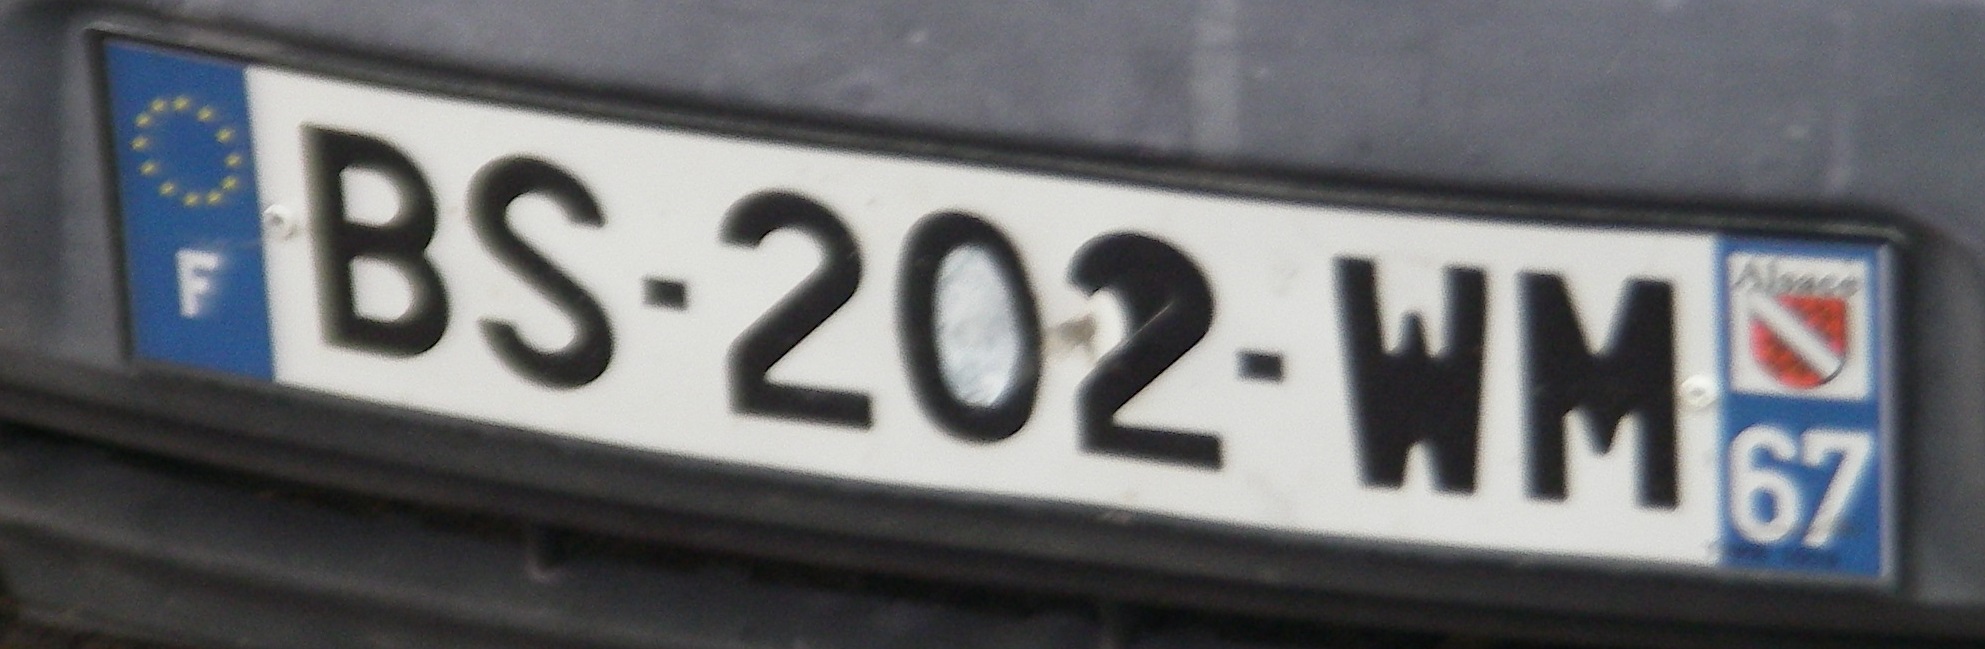 F
BS-202-WM
Alsace
67